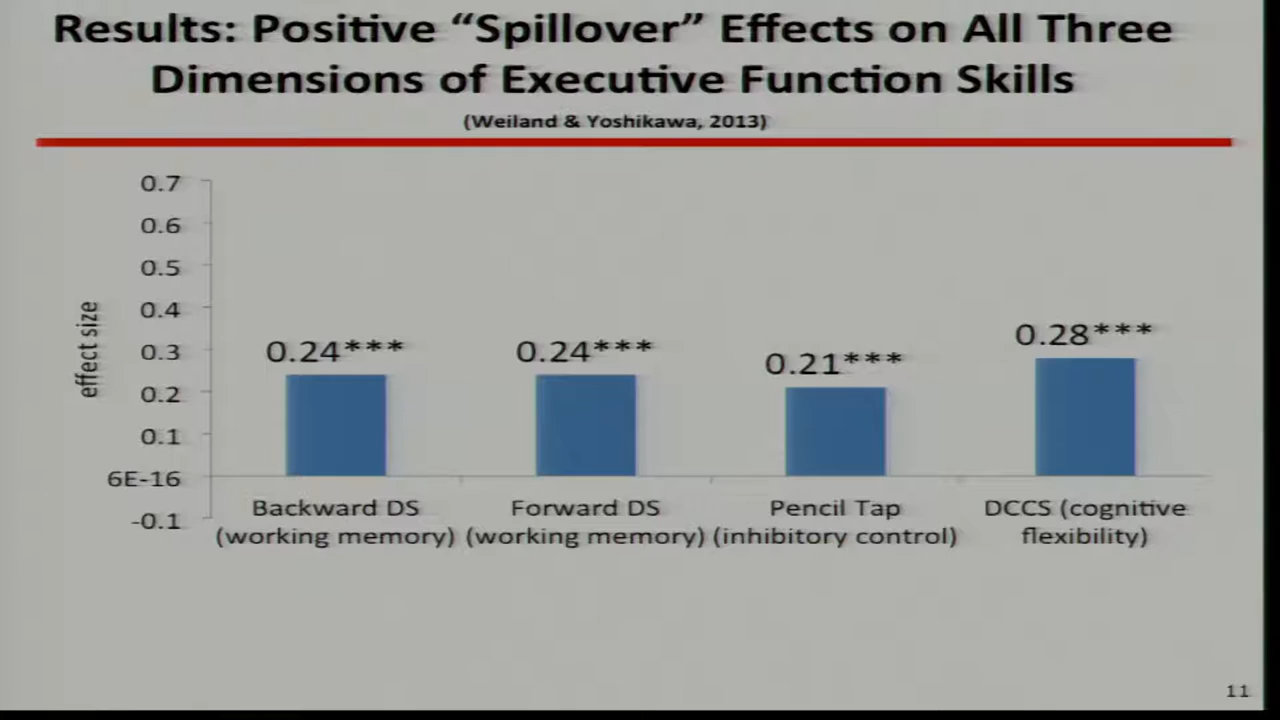 Results: Positive “Spillover” Effects on All Three
Dimensions of Executive Function Skills
(Weiland & Yoshikawa, 2013)
0.7
0.6
0.5
0.4
0.3
0.2
0.1
6E-16
-0.1
effect size
0.24***
0.24***
0.21***
0.28***
Backward DS
(working memory)
Forward DS
(working memory)
Pencil Tap
(inhibitory control)
DCCS (cognitive
flexibility)
11